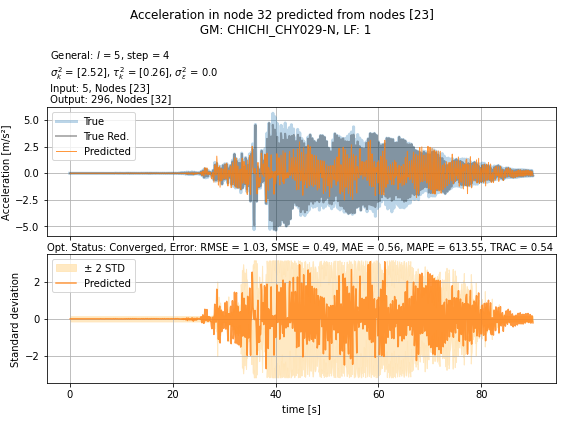 Acceleration in node 32 predicted from nodes [23]
GM: CHICHI_CHY029-N, LF: 1
General: l = 5, step = 4
σ²ₖ = [2.52], τ²ₖ = [0.26], σ²ε = 0.0
Input: 5, Nodes [23]
Output: 296, Nodes [32]
Acceleration [m/s²]
5.0
2.5
0.0
−2.5
−5.0
True
True Red.
Predicted
Opt. Status: Converged, Error: RMSE = 1.03, SMSE = 0.49, MAE = 0.56, MAPE = 613.55, TRAC = 0.54
Standard deviation
2
0
−2
± 2 STD
Predicted
0
20
40
60
80
time [s]